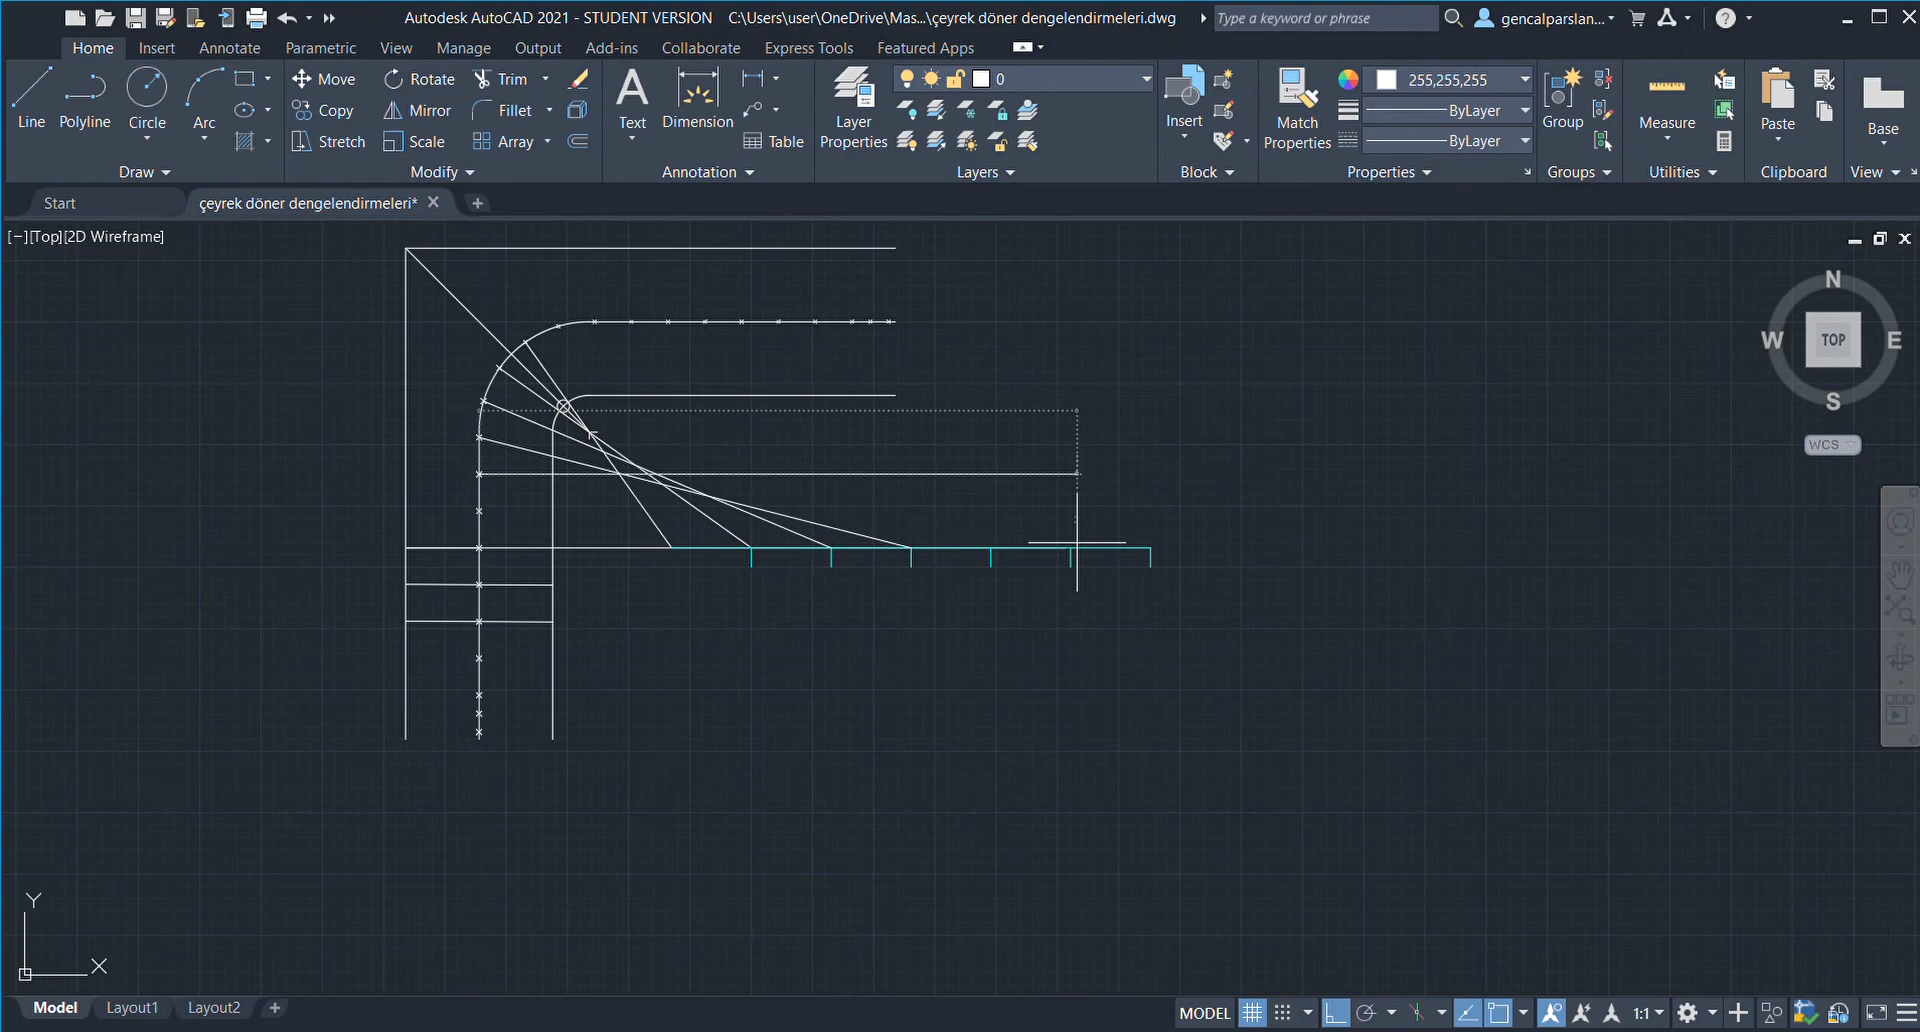 Autodesk AutoCAD 2021 - STUDENT VERSION C:\Users\user\OneDrive\Mas...\çeyrek döner dengelendirmeleri.dwg
Type a keyword or phrase
gencalparslan...
Home Insert Annotate Parametric View Manage Output Add-ins Collaborate Express Tools Featured Apps
Line
Polyline
Circle
Arc
Draw
Move
Rotate
Trim
Copy
Mirror
Fillet
Stretch
Scale
Array
Modify
Text
Dimension
Table
Annotation
Layer
Properties
0
Layers
Insert
Block
Match
Properties
255,255,255
ByLayer
ByLayer
Properties
Group
Groups
Measure
Utilities
Paste
Clipboard
Base
View
Start
çeyrek döner dengelendirmeleri*
[−][Top][2D Wireframe]
N
W
TOP
E
S
WCS
Y
X
Model Layout1 Layout2
MODEL
1:1